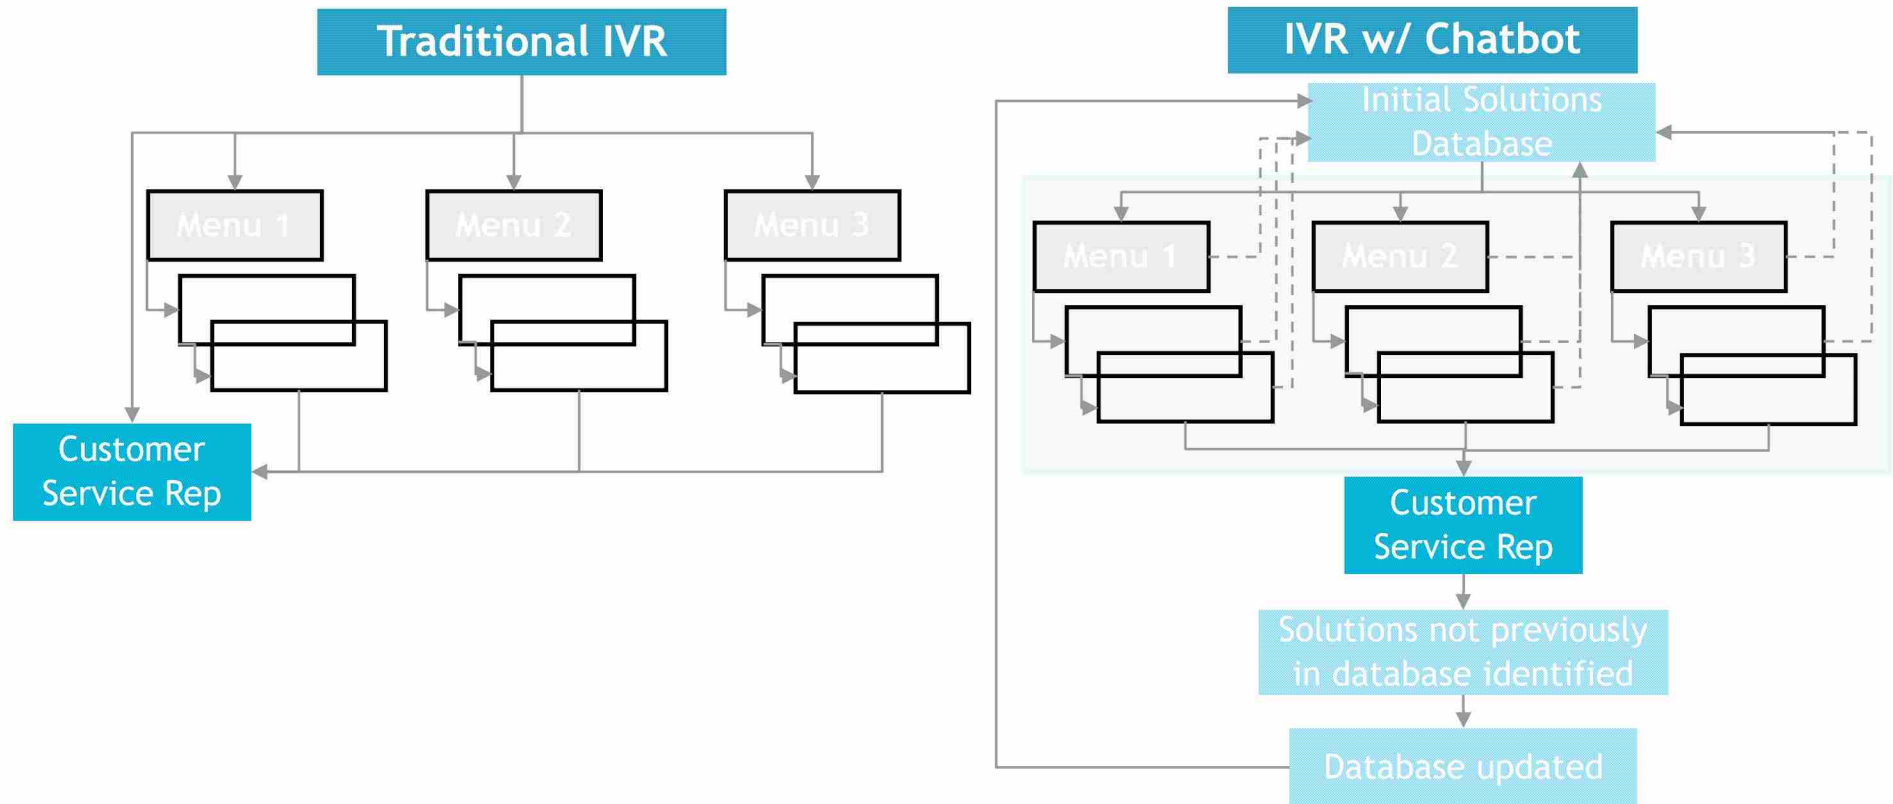 Traditional IVR
Menu 1
Menu 2
Menu 3
Customer
Service Rep
IVR w/ Chatbot
Initial Solutions
Database
Menu 1
Menu 2
Menu 3
Customer
Service Rep
Solutions not previously
in database identified
Database updated